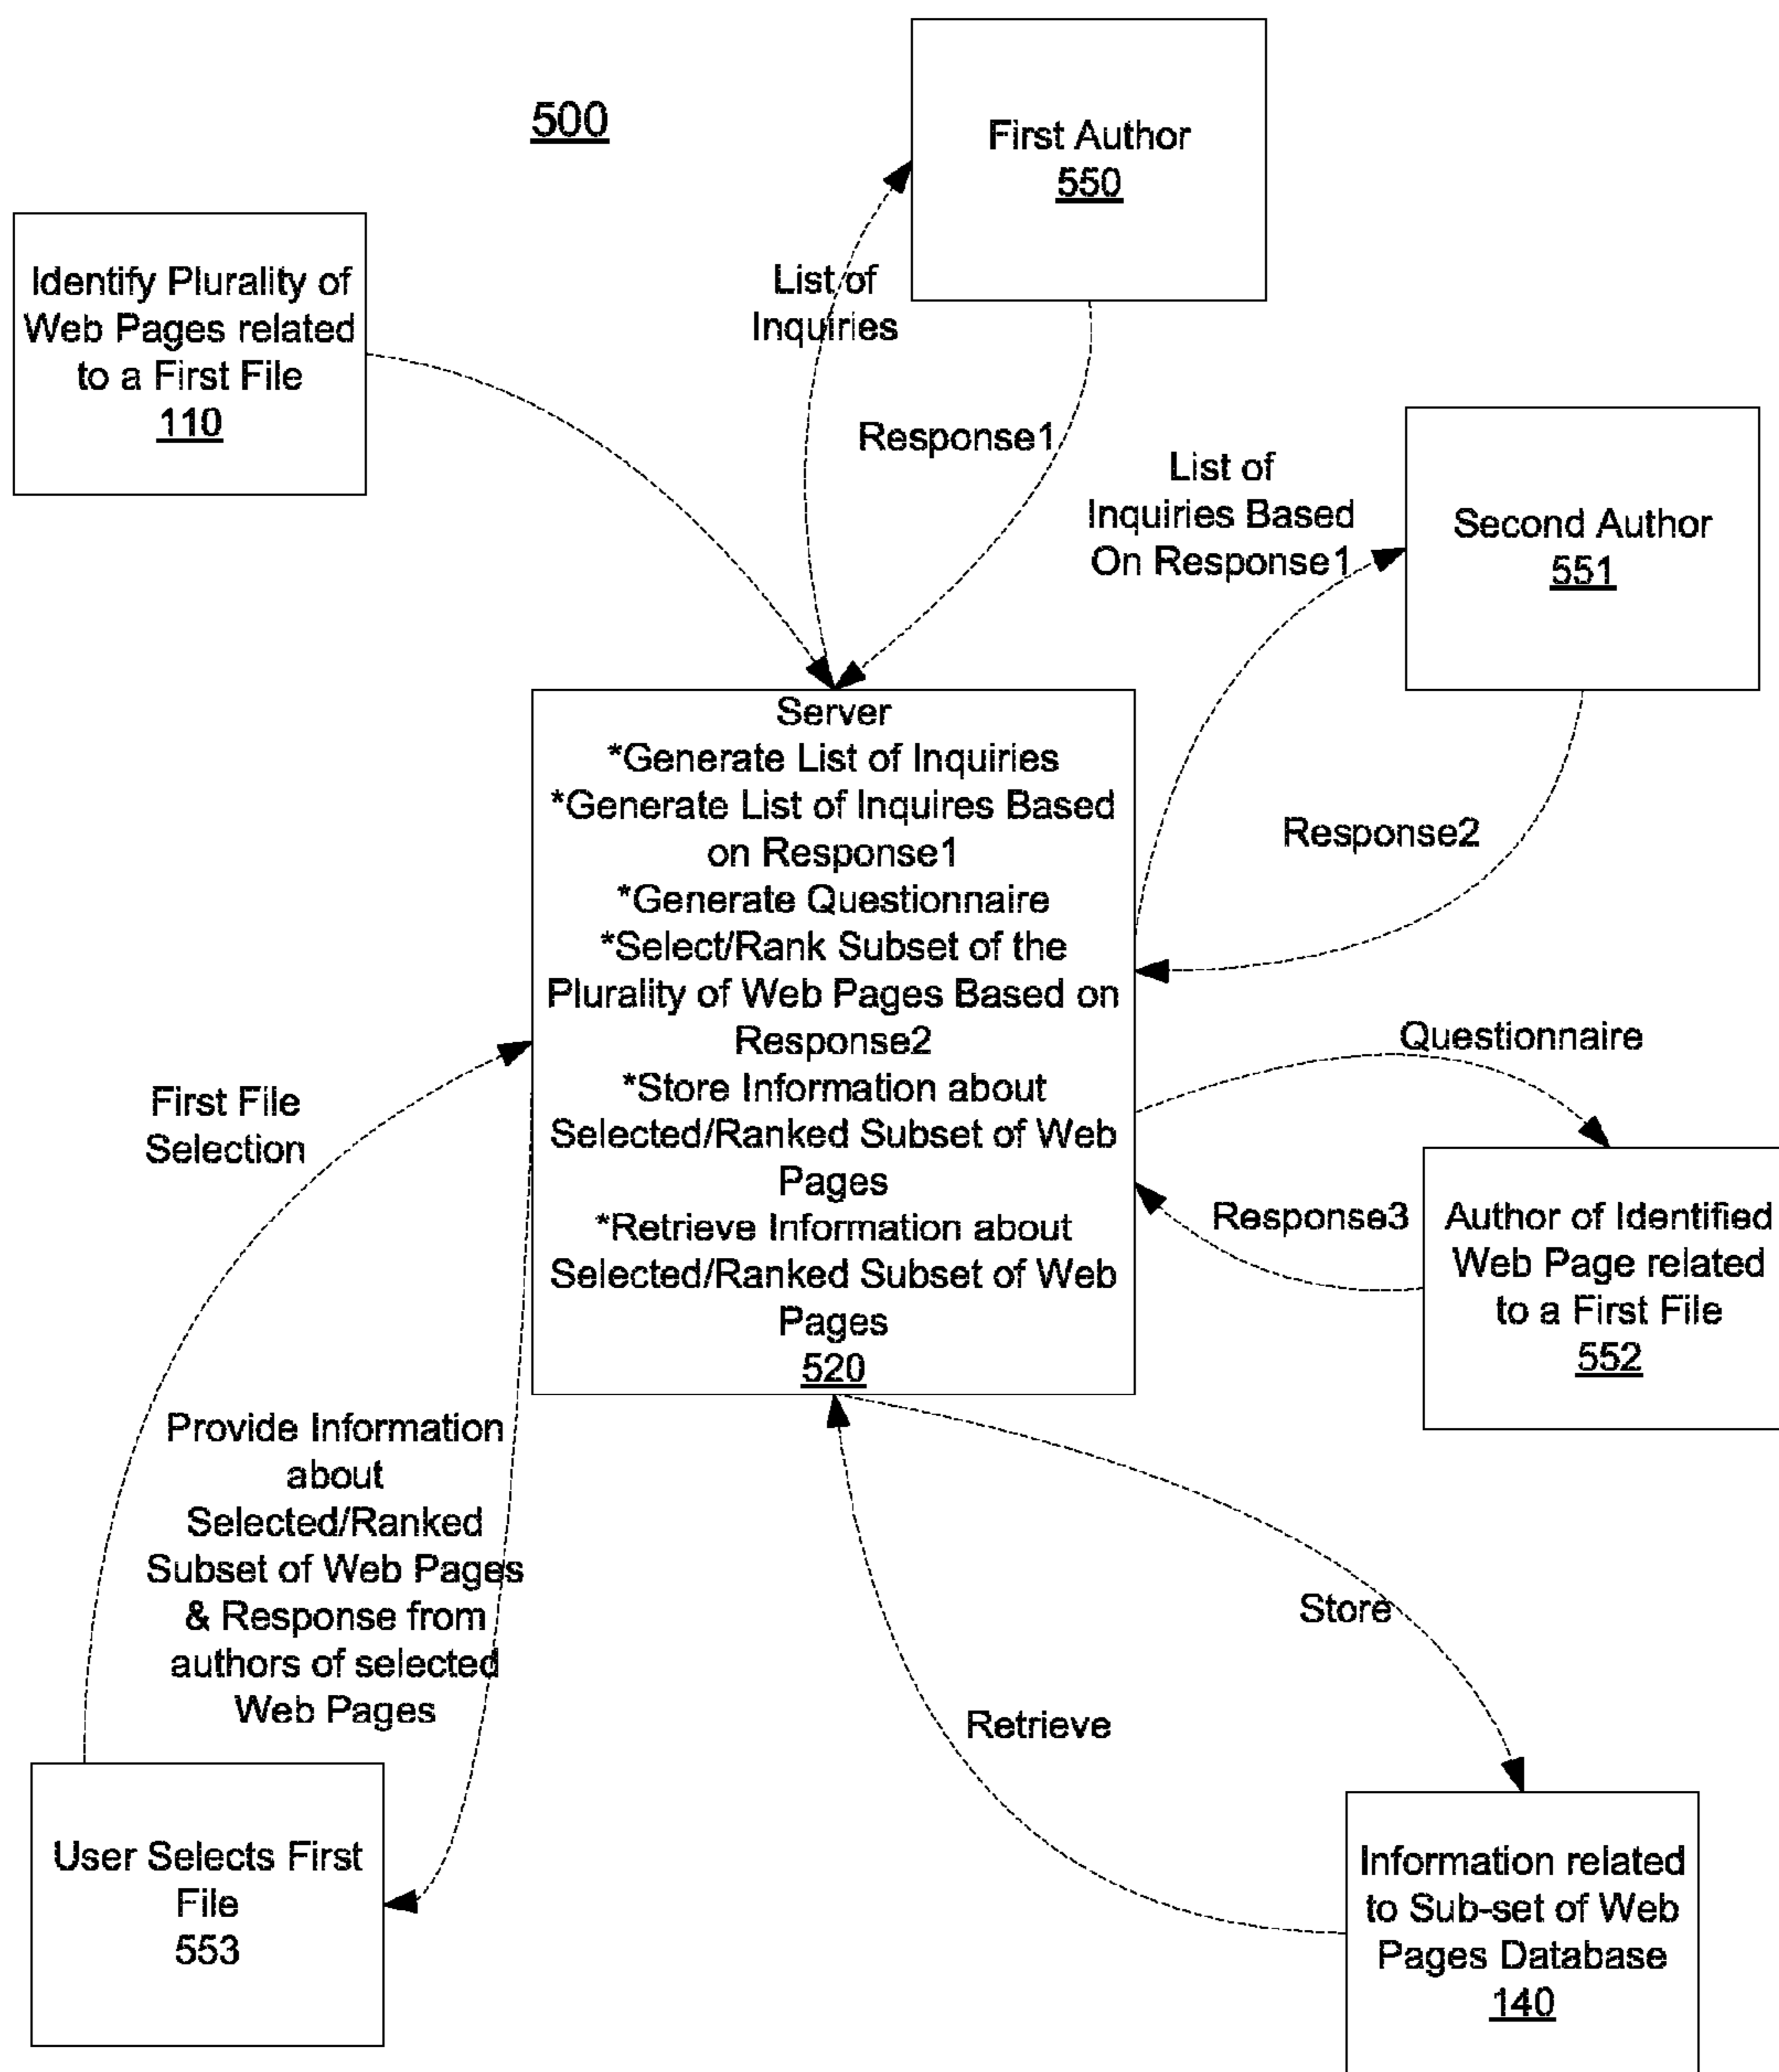 500
First Author
550
Identify Plurality of
Web Pages related
to a First File
110
List of
Inquiries
Response1
List of
Inquiries Based
On Response1
Second Author
551
Response2
Server
*Generate List of Inquiries
*Generate List of Inquires Based
on Response1
*Generate Questionnaire
*Select/Rank Subset of the
Plurality of Web Pages Based on
Response2
*Store Information about
Selected/Ranked Subset of Web
Pages
*Retrieve Information about
Selected/Ranked Subset of Web
Pages
520
Questionnaire
Response3
Author of Identified
Web Page related
to a First File
552
First File
Selection
Provide Information
about
Selected/Ranked
Subset of Web Pages
& Response from
authors of selected
Web Pages
Store
Retrieve
User Selects First
File
553
Information related
to Sub-set of Web
Pages Database
140